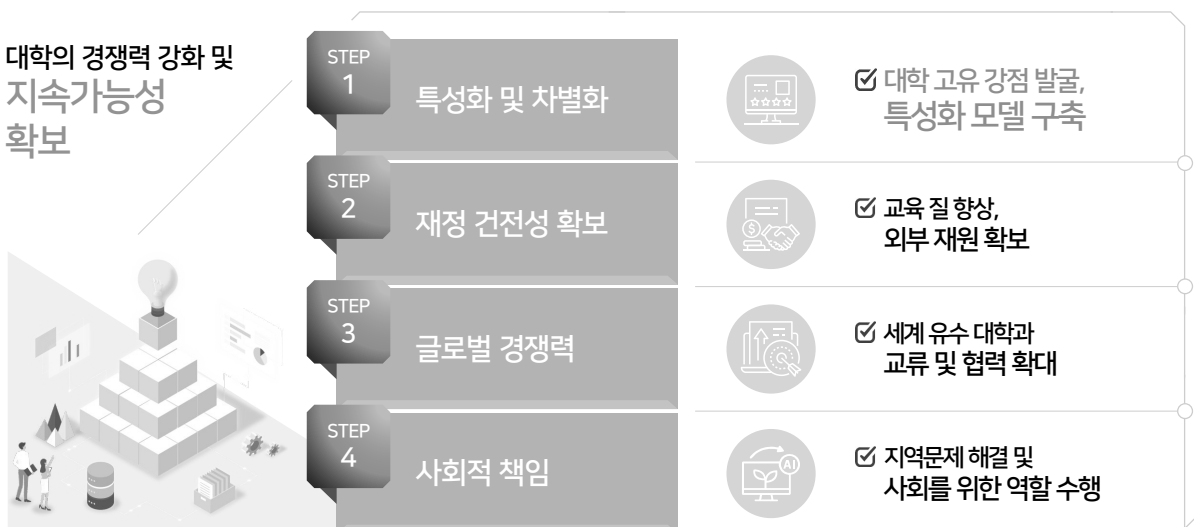 대학의 경쟁력 강화 및
지속가능성
확보
STEP
1
특성화 및 차별화
대학 고유 강점 발굴,
특성화 모델 구축
STEP
2
재정 건전성 확보
교육 질 향상,
외부 재원 확보
STEP
3
글로벌 경쟁력
세계 유수 대학과
교류 및 협력 확대
STEP
4
사회적 책임
AI
지역문제 해결 및
사회를 위한 역할 수행